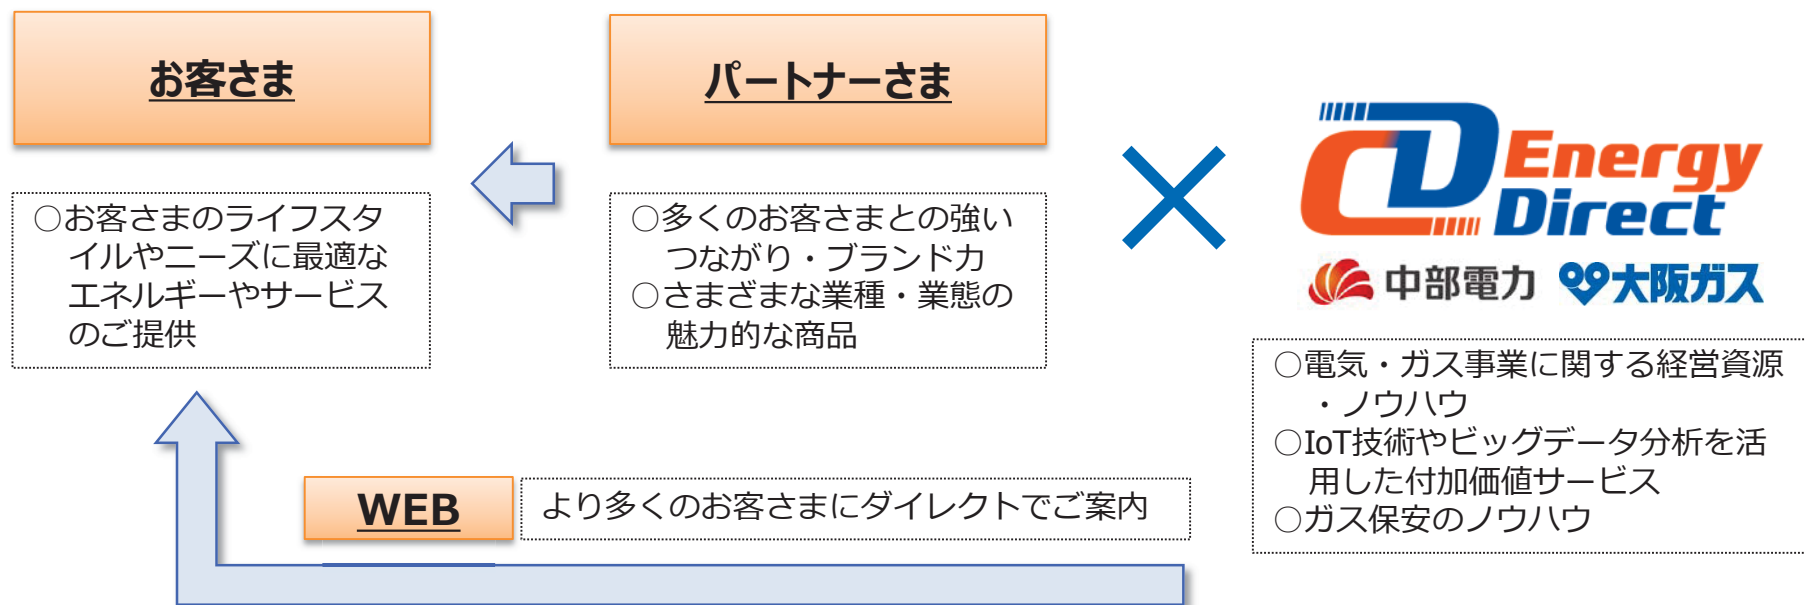 お客さま
○お客さまのライフスタ
イルやニーズに最適な
エネルギーやサービス
のご提供
パートナーさま
○多くのお客さまとの強い
つながり・ブランド力
○さまざまな業種・業態の
魅力的な商品
CD Energy
Direct
中部電力 大阪ガス
○電気・ガス事業に関する経営資源
・ノウハウ
○IoT技術やビッグデータ分析を活
用した付加価値サービス
○ガス保安のノウハウ
WEB
より多くのお客さまにダイレクトでご案内